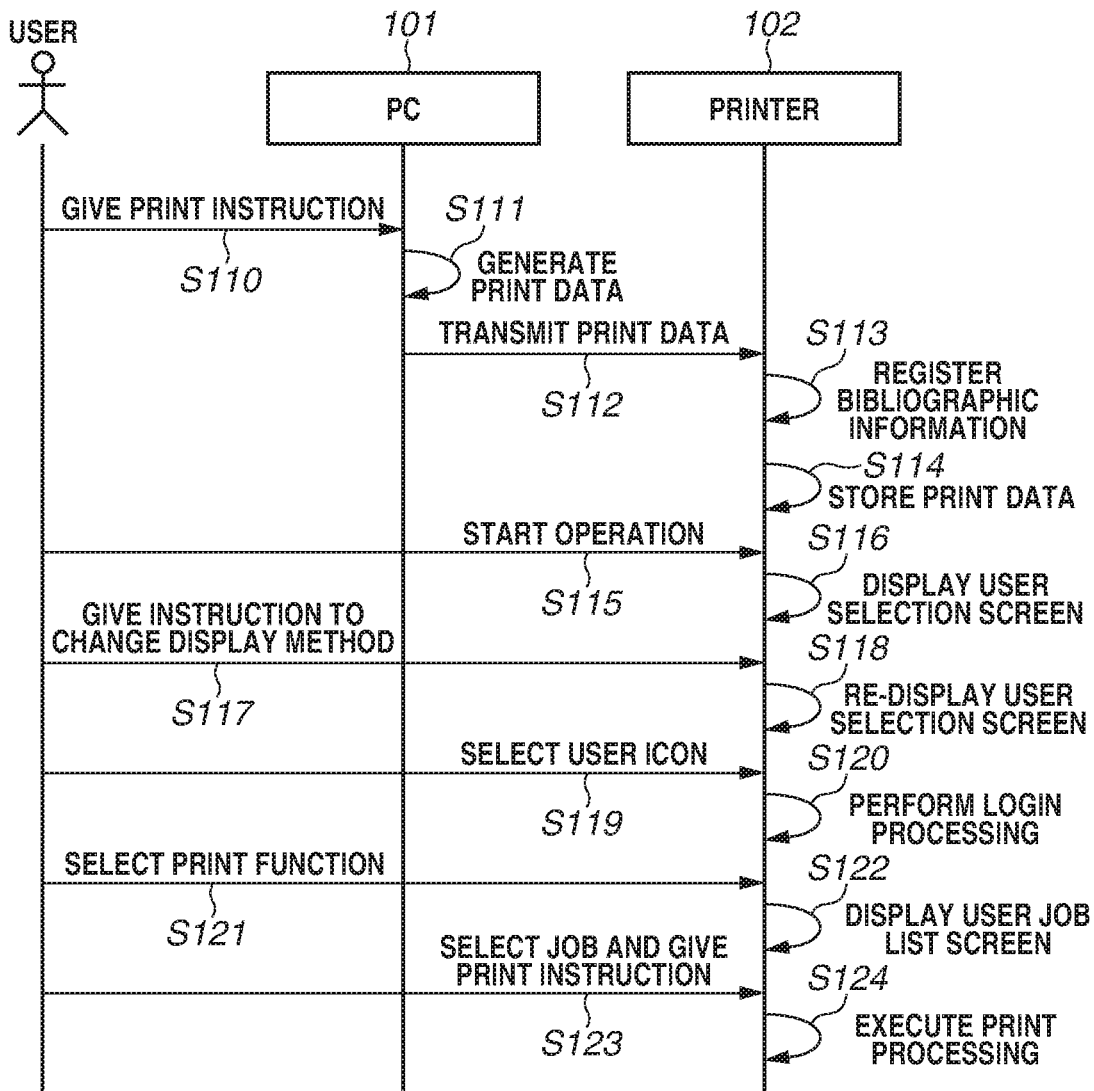 101
102
USER
PC
PRINTER
GIVE PRINT INSTRUCTION
S110
S111
GENERATE
PRINT DATA
TRANSMIT PRINT DATA
S112
S113
REGISTER
BIBLIOGRAPHIC
INFORMATION
S114
STORE PRINT DATA
START OPERATION
S115
S116
DISPLAY USER
SELECTION SCREEN
GIVE INSTRUCTION TO
CHANGE DISPLAY METHOD
S117
S118
RE-DISPLAY USER
SELECTION SCREEN
SELECT USER ICON
S119
S120
PERFORM LOGIN
PROCESSING
SELECT PRINT FUNCTION
S121
S122
DISPLAY USER JOB
LIST SCREEN
SELECT JOB AND GIVE
PRINT INSTRUCTION
S123
S124
EXECUTE PRINT
PROCESSING